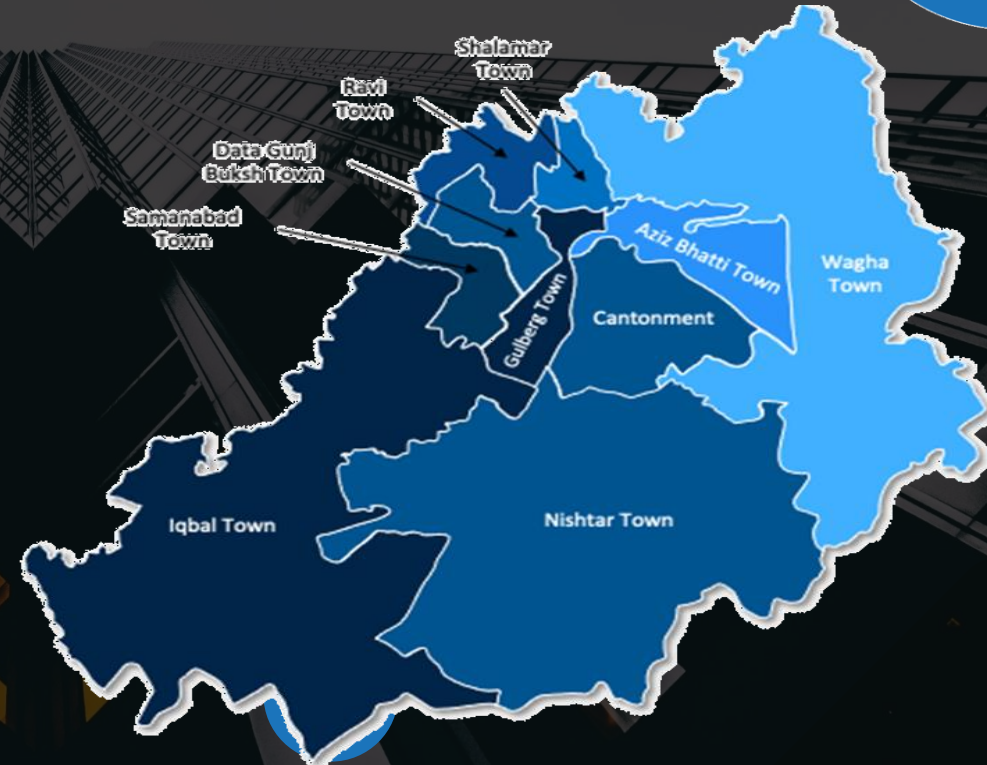 Shalamar
Town
Ravi
Town
Data Gunj
Buksh Town
Samanabad
Town
Aziz Bhatti Town
Wagha
Town
Gulberg Town
Cantonment
Iqbal Town
Nishtar Town